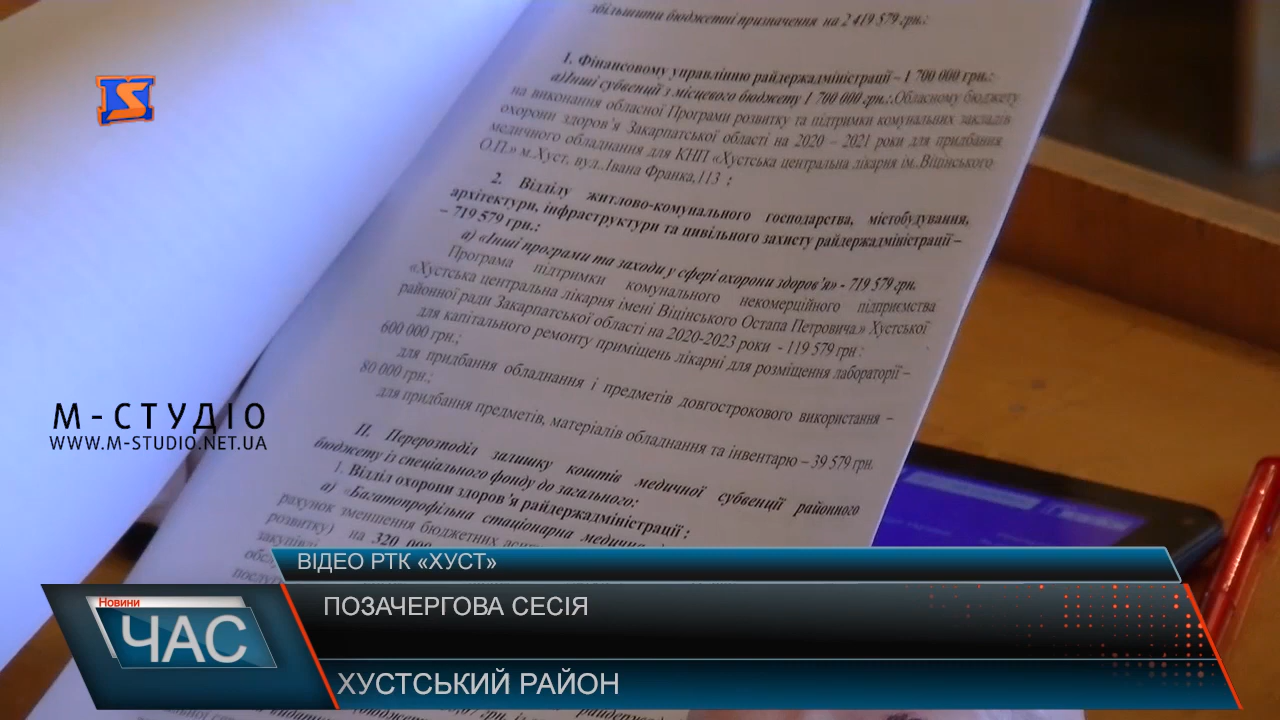 збільшити бюджетні призначення на 2 419 579 грн.:
1. Фінансовому управлінню райдержадміністрації – 1 700 000 грн.:
а)Інші субвенції з місцевого бюджету 1 700 000 грн.:.Обласному бюджету
на виконання обласної Програми розвитку та підтримки комунальних закладів
охорони здоров'я Закарпатської області на 2020 – 2021 роки для придбання
медичного обладнання для КНП «Хустська центральна лікарня ім..Віцінського
О.П.» м.Хуст, вул..Івана Франка,113 ;
2. Відділу житлово-комунального господарства, містобудування,
архітектури, інфраструктури та цивільного захисту райдержадміністрації –
– 719 579 грн.:
а) «Інші програми та заходи у сфері охорони здоров'я» - 719 579 грн.
Програма підтримки комунального некомерційного підприємства
«Хустська центральна лікарня імені Віцінського Остапа Петровича.» Хустської
районної ради Закарпатської області на 2020-2023 роки - 119 579 грн :
для капітального ремонту приміщень лікарні для розміщення лабораторії –
600 000 грн.;
для придбання обладнання і предметів довгострокового використання –
80 000 грн.;
для придбання предметів, матеріалів обладнання та інвентарю – 39 579 грн.
ІІ. Перерозподіл залишку коштів медичної субвенції районного
бюджету із спеціального фонду до загального:
1. Відділ охорони здоров'я райдержадміністрації :
а) «Багатопрофільна стаціонарна медична
рахунок зменшення бюджетних
розвитку) на 320
закупівлі
М-СТУДІО
WWW.M-STUDIO.NET.UA
ВІДЕО РТК «ХУСТ»
Новини
ЧАС
ПОЗАЧЕРГОВА СЕСІЯ
ХУСТСЬКИЙ РАЙОН